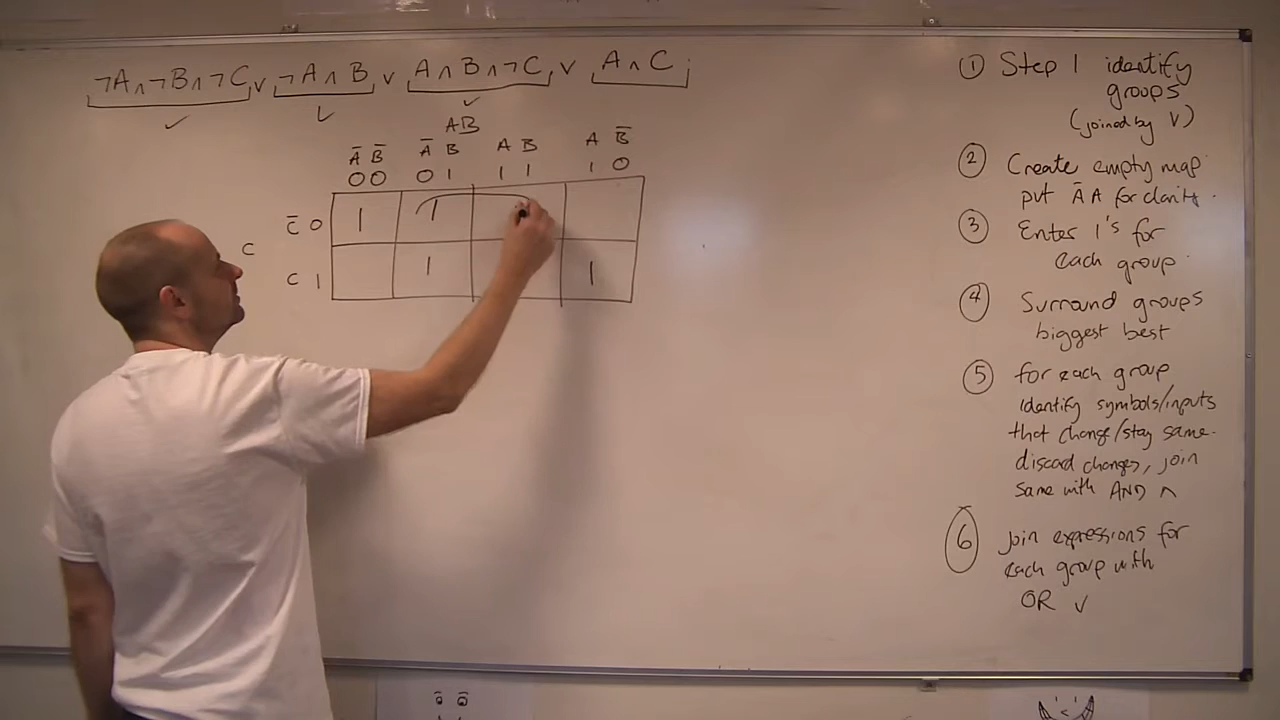 ¬A ∧ ¬B ∧ ¬C ∨ ¬A ∧ B ∨ A ∧ B ∧ ¬C ∨ A ∧ C
AB
A̅ B̅ A̅ B A B A B̅
00 01 11 10
C̅ 0 1 1
C
C 1 1 1
① Step 1 identify
groups
(joined by V)
② Create empty map
put A̅ A for clarity
③ Enter 1's for
each group
④ Surround groups
biggest best
⑤ for each group
Identify symbols/inputs
that change/stay same.
discard changes, join
same with AND ∧
⑥ join expressions for
each group with
OR ∨